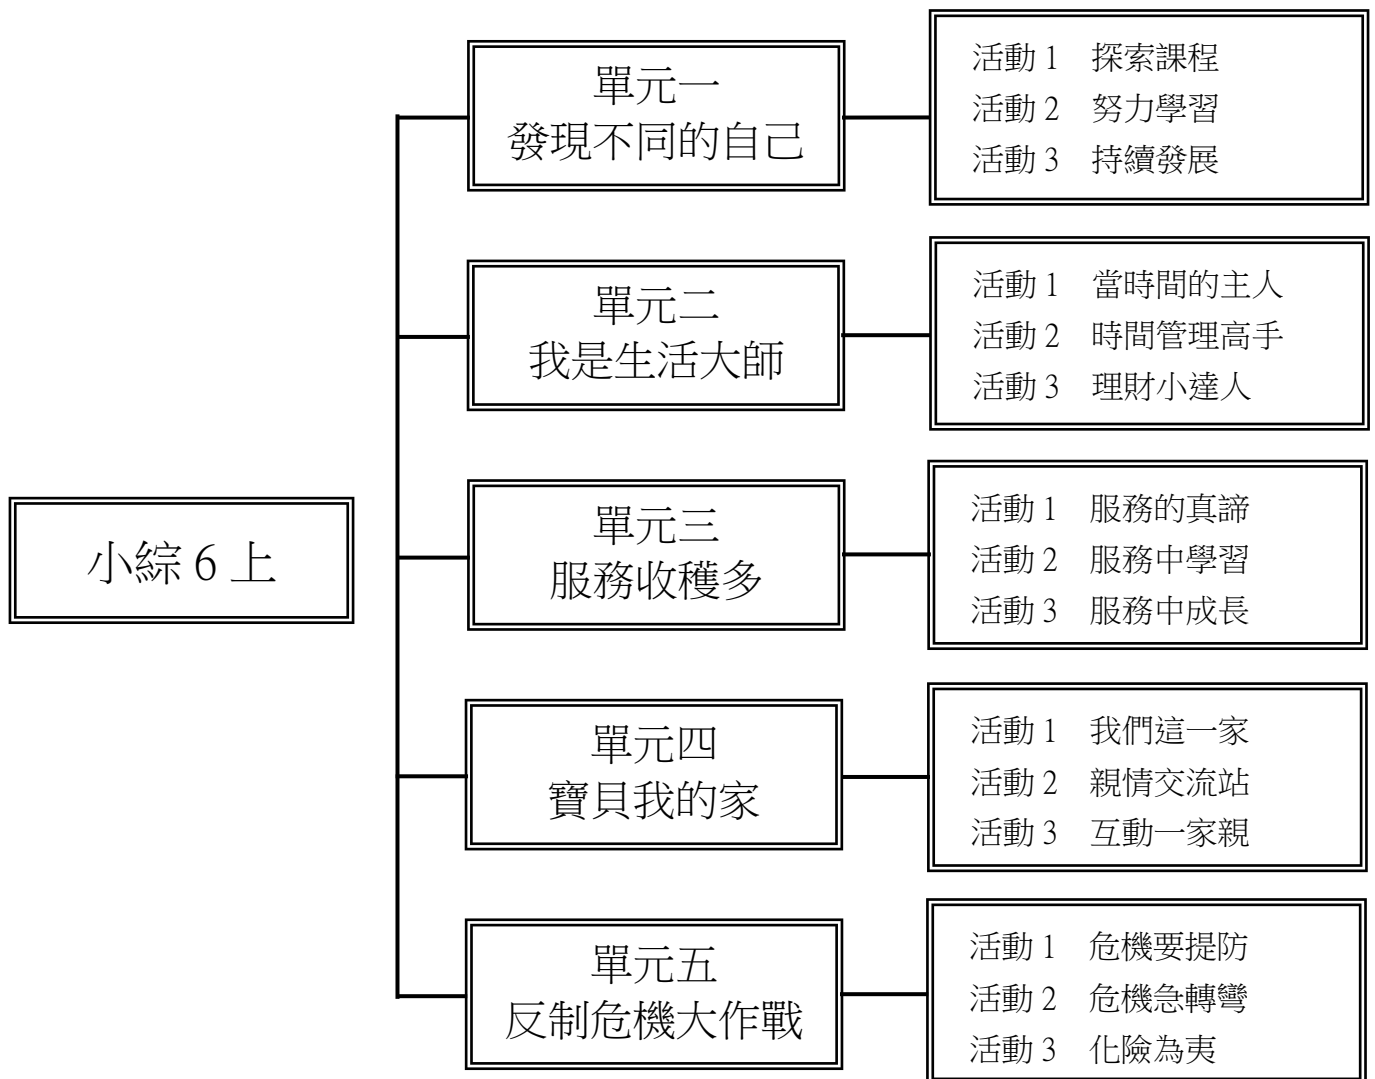 小綜 6 上
單元一
發現不同的自己
活動 1 探索課程
活動 2 努力學習
活動 3 持續發展
單元二
我是生活大師
活動 1 當時間的主人
活動 2 時間管理高手
活動 3 理財小達人
單元三
服務收穫多
活動 1 服務的真諦
活動 2 服務中學習
活動 3 服務中成長
單元四
寶貝我的家
活動 1 我們這一家
活動 2 親情交流站
活動 3 互動一家親
單元五
反制危機大作戰
活動 1 危機要提防
活動 2 危機急轉彎
活動 3 化險為夷